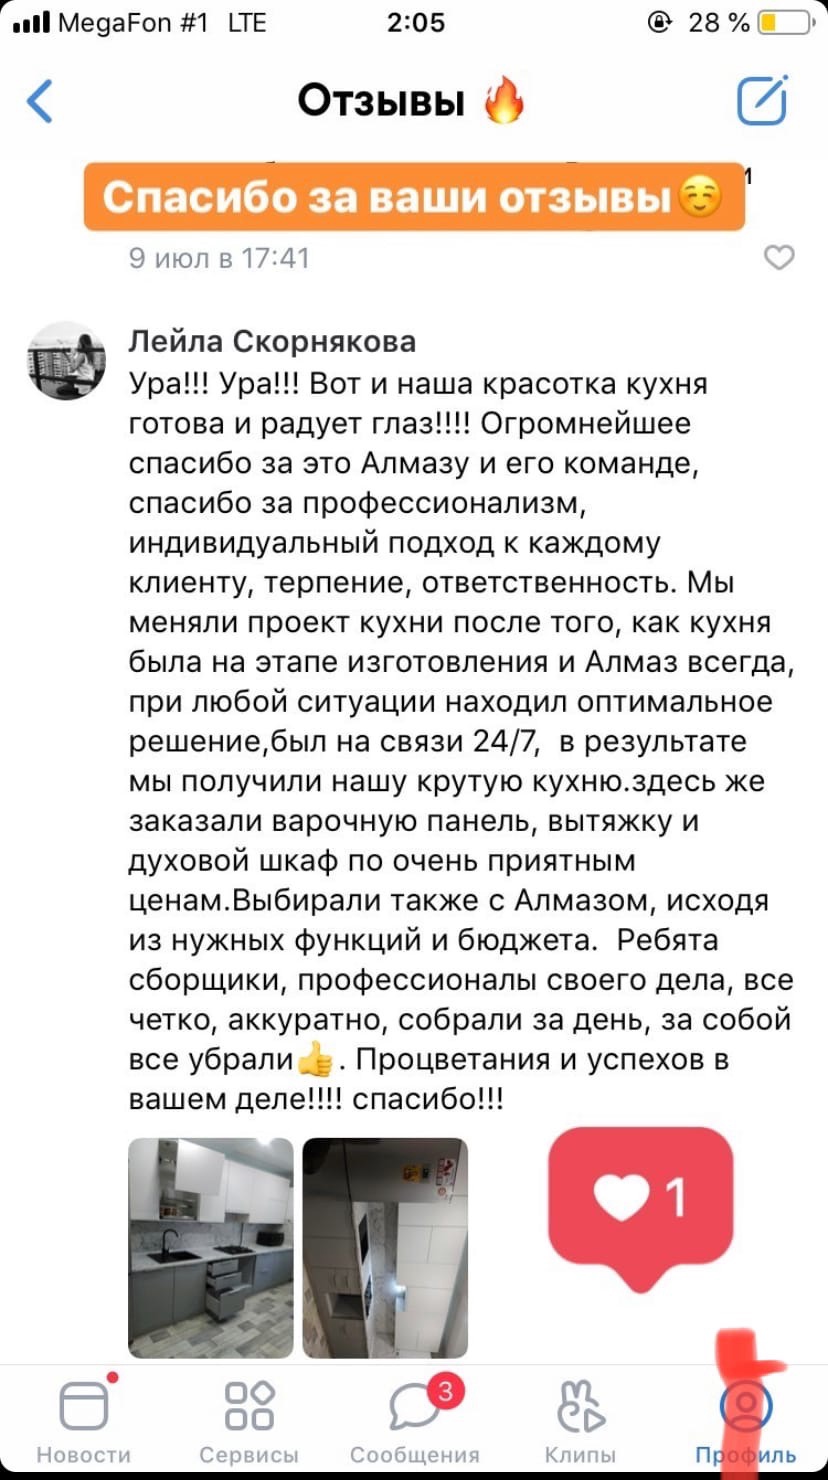 MegaFon #1 LTE 2:05 28 %
Отзывы 🔥
Спасибо за ваши отзывы☺️
9 июл в 17:41
Лейла Скорнякова
Ура!!! Ура!!! Вот и наша красотка кухня
готова и радует глаз!!!! Огромнейшее
спасибо за это Алмазу и его команде,
спасибо за профессионализм,
индивидуальный подход к каждому
клиенту, терпение, ответственность. Мы
меняли проект кухни после того, как кухня
была на этапе изготовления и Алмаз всегда,
при любой ситуации находил оптимальное
решение,был на связи 24/7,  в результате
мы получили нашу крутую кухню.здесь же
заказали варочную панель, вытяжку и
духовой шкаф по очень приятным
ценам.Выбирали также с Алмазом, исходя
из нужных функций и бюджета.  Ребята
сборщики, профессионалы своего дела, все
четко, аккуратно, собрали за день, за собой
все убрали👍. Процветания и успехов в
вашем деле!!!! спасибо!!!
1
3
Новости Сервисы Сообщения Клипы Профиль